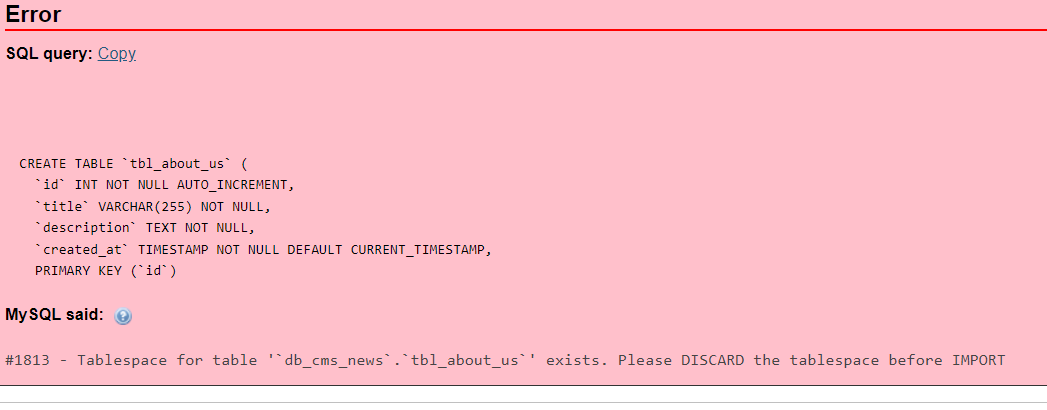 Error
SQL query: Copy
CREATE TABLE `tbl_about_us` (
`id` INT NOT NULL AUTO_INCREMENT,
`title` VARCHAR(255) NOT NULL,
`description` TEXT NOT NULL,
`created_at` TIMESTAMP NOT NULL DEFAULT CURRENT_TIMESTAMP,
PRIMARY KEY (`id`)
MySQL said:
#1813 - Tablespace for table '`db_cms_news`.`tbl_about_us`' exists. Please DISCARD the tablespace before IMPORT